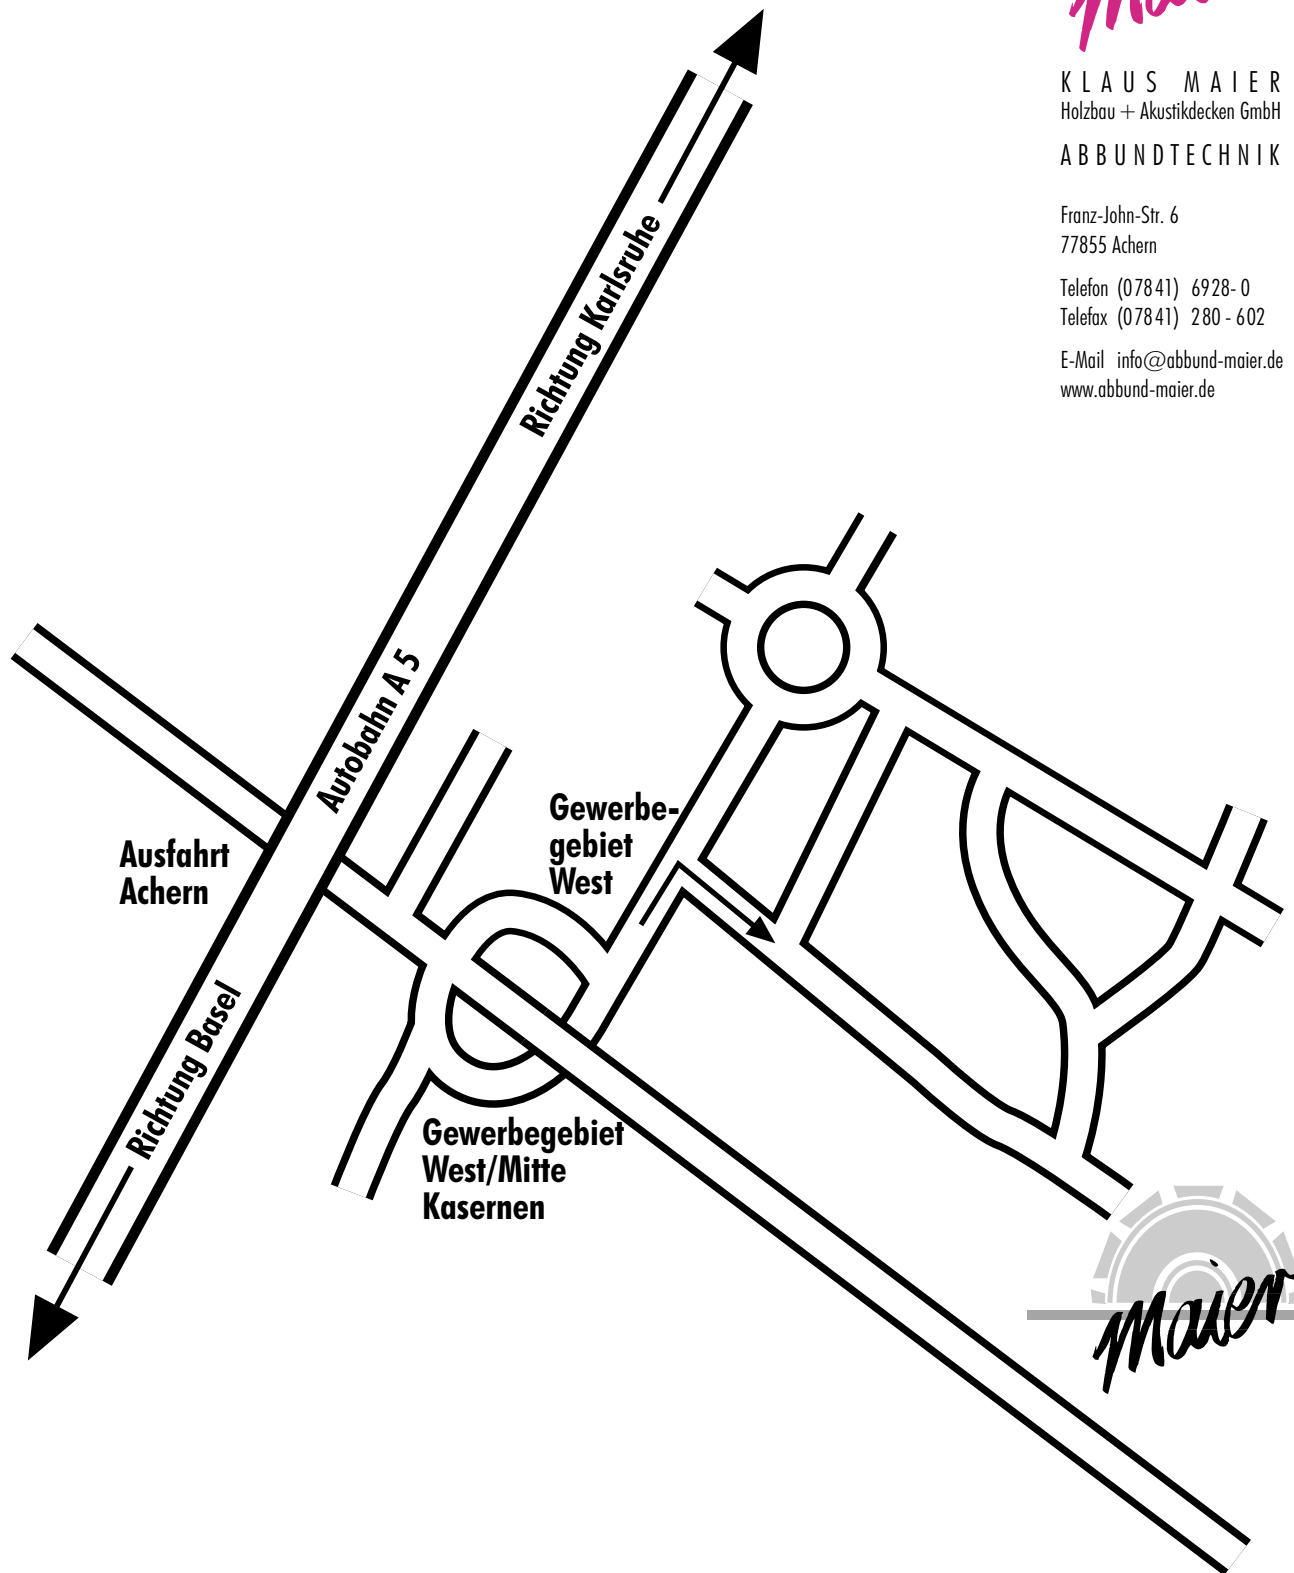 KLAUS MAIER
Holzbau + Akustikdecken GmbH
ABBUNDTECHNIK
Franz-John-Str. 6
77855 Achern
Telefon (07841) 6928-0
Telefax (07841) 280 - 602
E-Mail info@abbund-maier.de
www.abbund-maier.de
Richtung Karlsruhe
Autobahn A 5
Gewerbe-
gebiet
West
Ausfahrt
Achern
Richtung Basel
Gewerbegebiet
West/Mitte
Kasernen
Maier